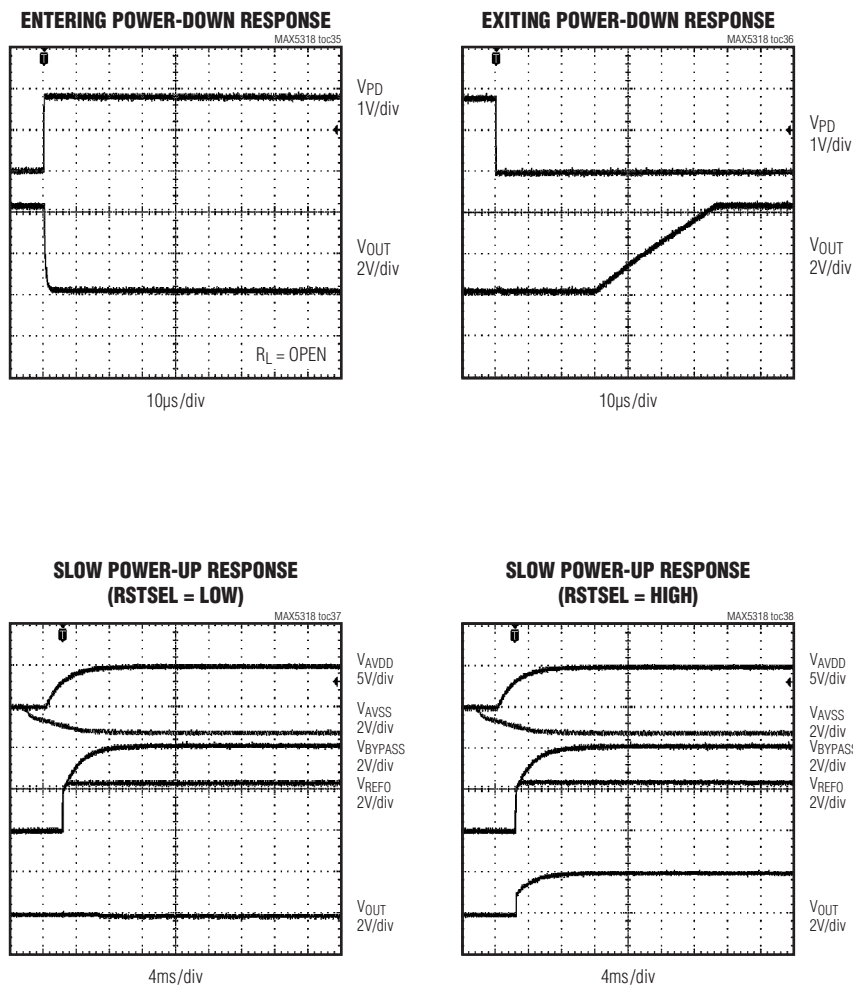 ENTERING POWER-DOWN RESPONSE
MAX5318 toc35
T
VPD
1V/div
VOUT
2V/div
RL = OPEN
10µs/div
EXITING POWER-DOWN RESPONSE
MAX5318 toc36
T
VPD
1V/div
VOUT
2V/div
10µs/div
SLOW POWER-UP RESPONSE
(RSTSEL = LOW)
MAX5318 toc37
T
VAVDD
5V/div
VAVSS
2V/div
VBYPASS
2V/div
VREFO
2V/div
VOUT
2V/div
4ms/div
SLOW POWER-UP RESPONSE
(RSTSEL = HIGH)
MAX5318 toc38
T
VAVDD
5V/div
VAVSS
2V/div
VBYPASS
2V/div
VREFO
2V/div
VOUT
2V/div
4ms/div